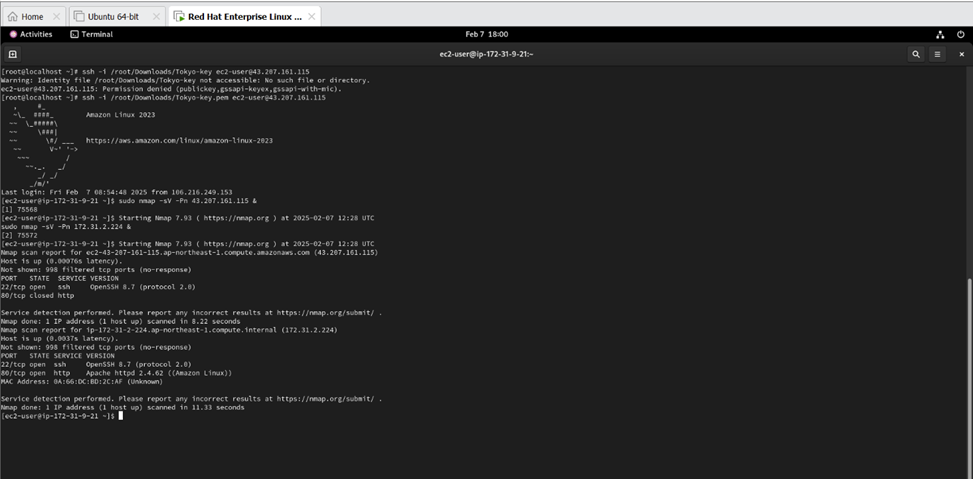 Home
Ubuntu 64-bit
Red Hat Enterprise Linux ...
Activities
Terminal
Feb 7 18:00
ec2-user@ip-172-31-9-21:~
[root@localhost ~]# ssh -i /root/Downloads/Tokyo-key ec2-user@43.207.161.115
Warning: Identity file /root/Downloads/Tokyo-key not accessible: No such file or directory.
ec2-user@43.207.161.115: Permission denied (publickey,gssapi-keyex,gssapi-with-mic).
[root@localhost ~]# ssh -i /root/Downloads/Tokyo-key.pem ec2-user@43.207.161.115
   ,     #_
   ~\_  ####_        Amazon Linux 2023
  ~~  \_#####\
  ~~     \###|
  ~~       \#/ ___   https://aws.amazon.com/linux/amazon-linux-2023
   ~~       V~' '->
    ~~~         /
      ~~._.   _/
         _/ _/
       _/m/'
Last login: Fri Feb  7 08:54:48 2025 from 106.216.249.153
[ec2-user@ip-172-31-9-21 ~]$ sudo nmap -sV -Pn 43.207.161.115 &
[1] 75568
[ec2-user@ip-172-31-9-21 ~]$ Starting Nmap 7.93 ( https://nmap.org ) at 2025-02-07 12:28 UTC
sudo nmap -sV -Pn 172.31.2.224 &
[2] 75572
[ec2-user@ip-172-31-9-21 ~]$ Starting Nmap 7.93 ( https://nmap.org ) at 2025-02-07 12:28 UTC
Nmap scan report for ec2-43-207-161-115.ap-northeast-1.compute.amazonaws.com (43.207.161.115)
Host is up (0.00076s latency).
Not shown: 998 filtered tcp ports (no-response)
PORT   STATE  SERVICE VERSION
22/tcp open   ssh     OpenSSH 8.7 (protocol 2.0)
80/tcp closed http

Service detection performed. Please report any incorrect results at https://nmap.org/submit/ .
Nmap done: 1 IP address (1 host up) scanned in 8.22 seconds
Nmap scan report for ip-172-31-2-224.ap-northeast-1.compute.internal (172.31.2.224)
Host is up (0.0037s latency).
Not shown: 998 filtered tcp ports (no-response)
PORT   STATE SERVICE VERSION
22/tcp open  ssh     OpenSSH 8.7 (protocol 2.0)
80/tcp open  http    Apache httpd 2.4.62 ((Amazon Linux))
MAC Address: 0A:66:DC:BD:2C:AF (Unknown)

Service detection performed. Please report any incorrect results at https://nmap.org/submit/ .
Nmap done: 1 IP address (1 host up) scanned in 11.33 seconds
[ec2-user@ip-172-31-9-21 ~]$